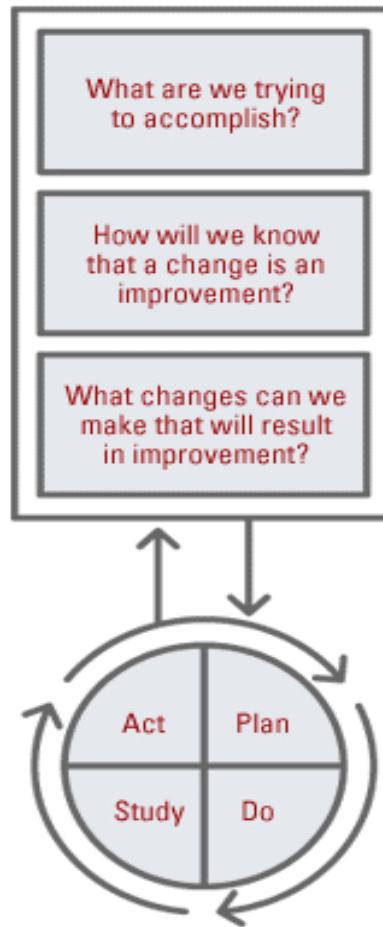 What are we trying
to accomplish?
How will we know
that a change is an
improvement?
What changes can we
make that will result
in improvement?
Act
Plan
Study
Do